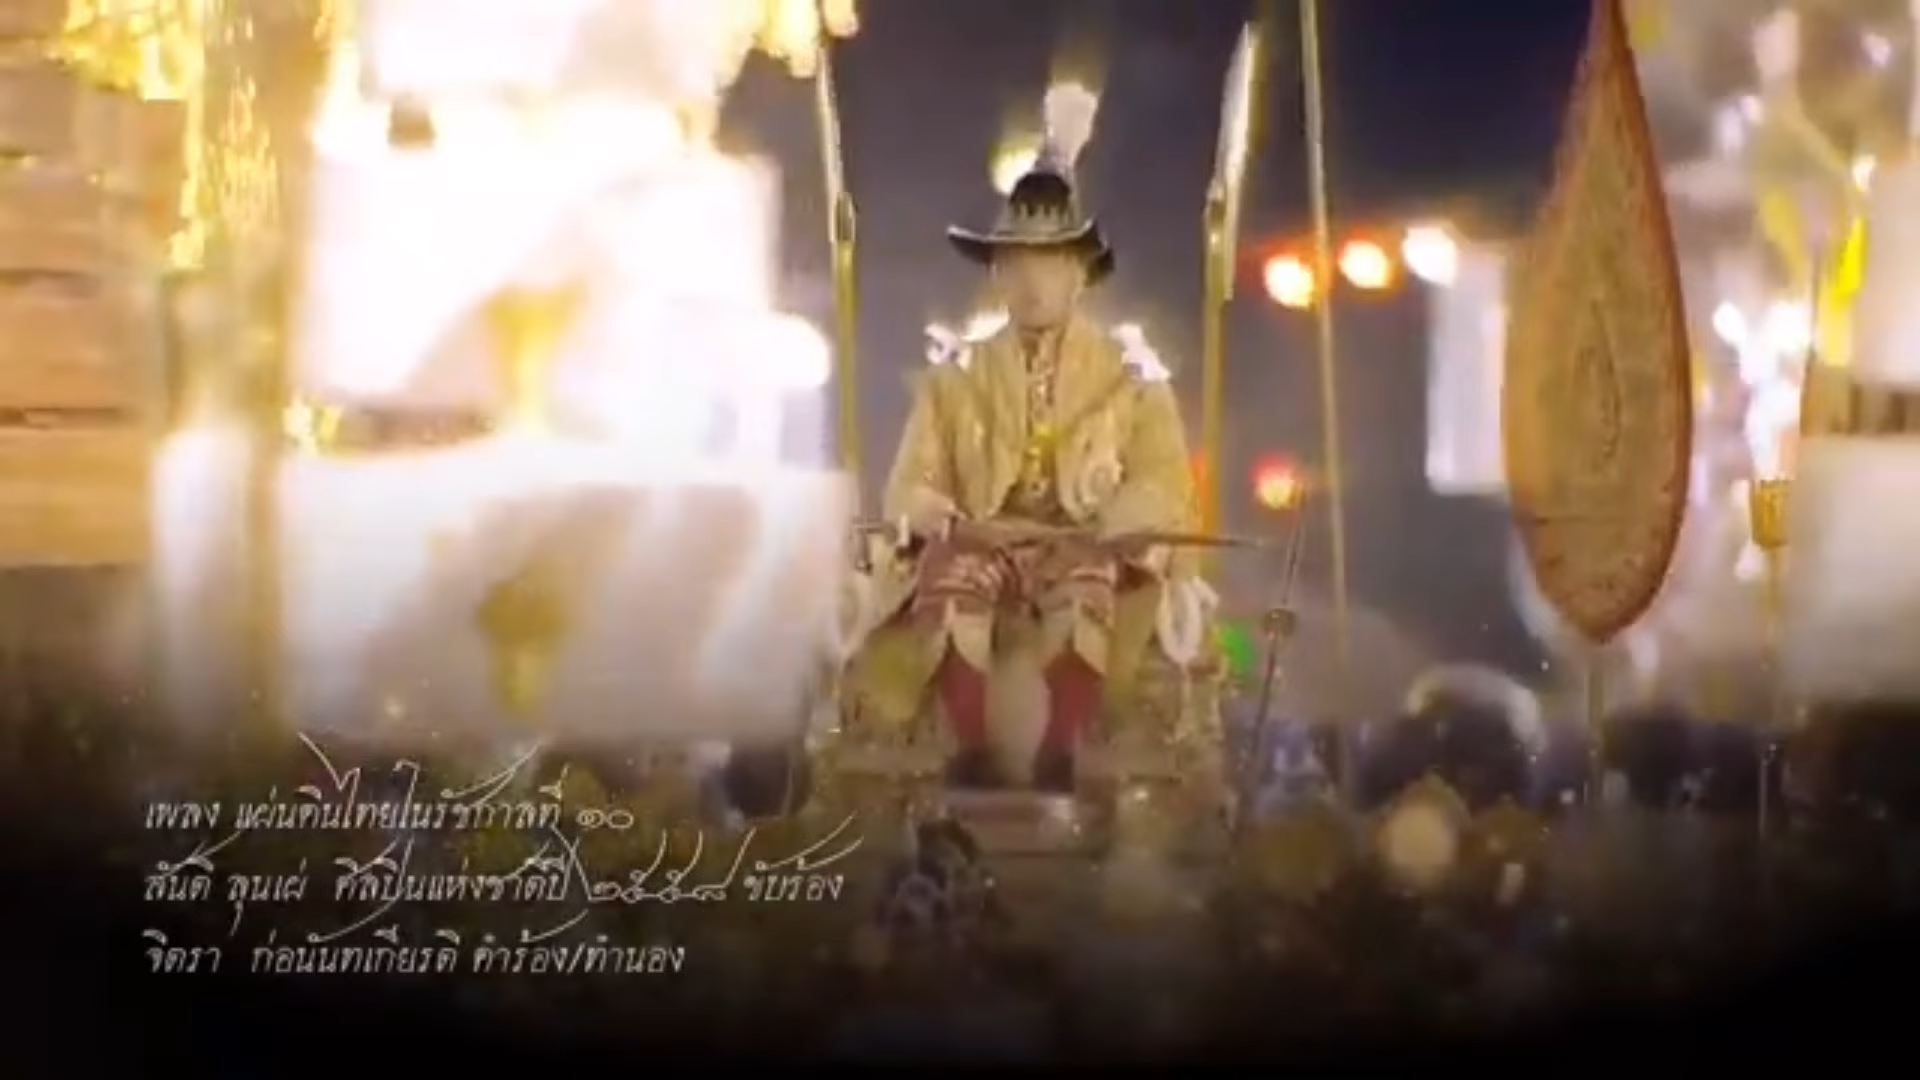 เพลง แผ่นดินไทยในรัชกาลที่ ๑๐
สันติ ลุนเผ่ ศิลปินแห่งชาติปี ๒๕๕๘ ขับร้อง
จิตรา ก่อนันทเกียรติ คำร้อง/ทำนอง